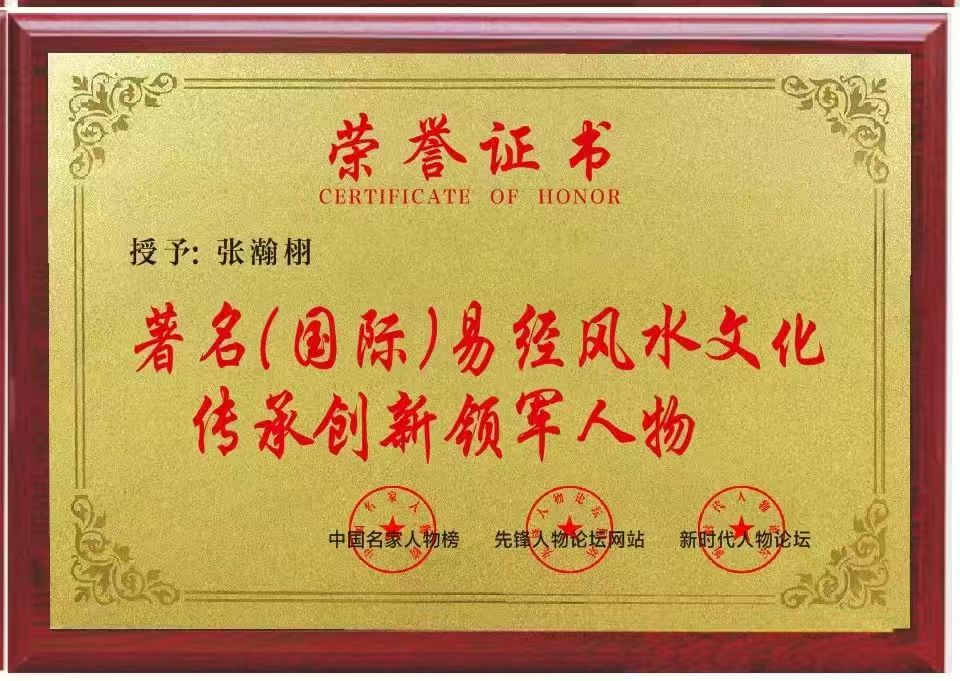 荣誉证书
CERTIFICATE OF HONOR
授予: 张瀚栩
著名(国际)易经风水文化
传承创新领军人物
中国名家人物榜 先锋人物论坛网站 新时代人物论坛